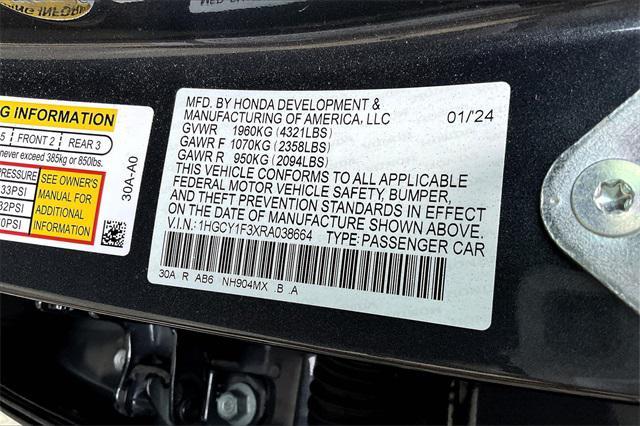 G INFORMATION
5 FRONT 2 REAR 3
never exceed 385kg or 850lbs.
PRESSURE
33PSI
32PSI
0PSI
SEE OWNER'S
MANUAL FOR
ADDITIONAL
INFORMATION
30A-A0
MFD. BY HONDA DEVELOPMENT &
MANUFACTURING OF AMERICA, LLC 01/24
GVWR 1960KG (4321LBS)
GAWR F 1070KG (2358LBS)
GAWR R 950KG (2094LBS)
THIS VEHICLE CONFORMS TO ALL APPLICABLE
FEDERAL MOTOR VEHICLE SAFETY, BUMPER,
AND THEFT PREVENTION STANDARDS IN EFFECT
ON THE DATE OF MANUFACTURE SHOWN ABOVE.
V.I.N.: 1HGCY1F3XRA038664 TYPE: PASSENGER CAR
30A R AB6 NH904MX B A